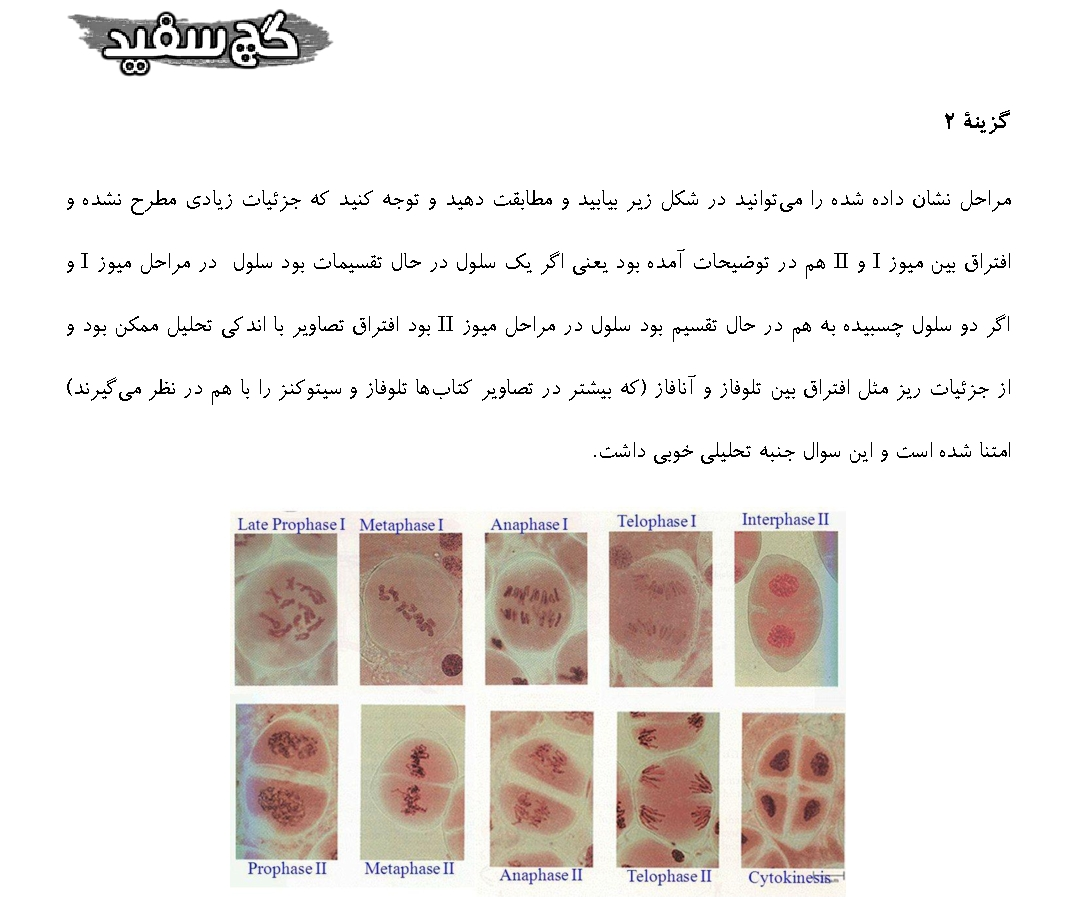 گچ سفید
گزینهٔ ۲
مراحل نشان داده شده را می‌توانید در شکل زیر بیابید و مطابقت دهید و توجه کنید که جزئیات زیادی مطرح نشده و
افتراق بین میوز I و II هم در توضیحات آمده بود یعنی اگر یک سلول در حال تقسیمات بود سلول در مراحل میوز I و
اگر دو سلول چسبیده به هم در حال تقسیم بود سلول در مراحل میوز II بود افتراق تصاویر با اندکی تحلیل ممکن بود و
از جزئیات ریز مثل افتراق بین تلوفاز و آنافاز (که بیشتر در تصاویر کتاب‌ها تلوفاز و سیتوکنز را با هم در نظر می‌گیرند)
امتنا شده است و این سوال جنبه تحلیلی خوبی داشت.
Late Prophase I Metaphase I Anaphase I Telophase I Interphase II
Prophase II Metaphase II Anaphase II Telophase II Cytokinesis